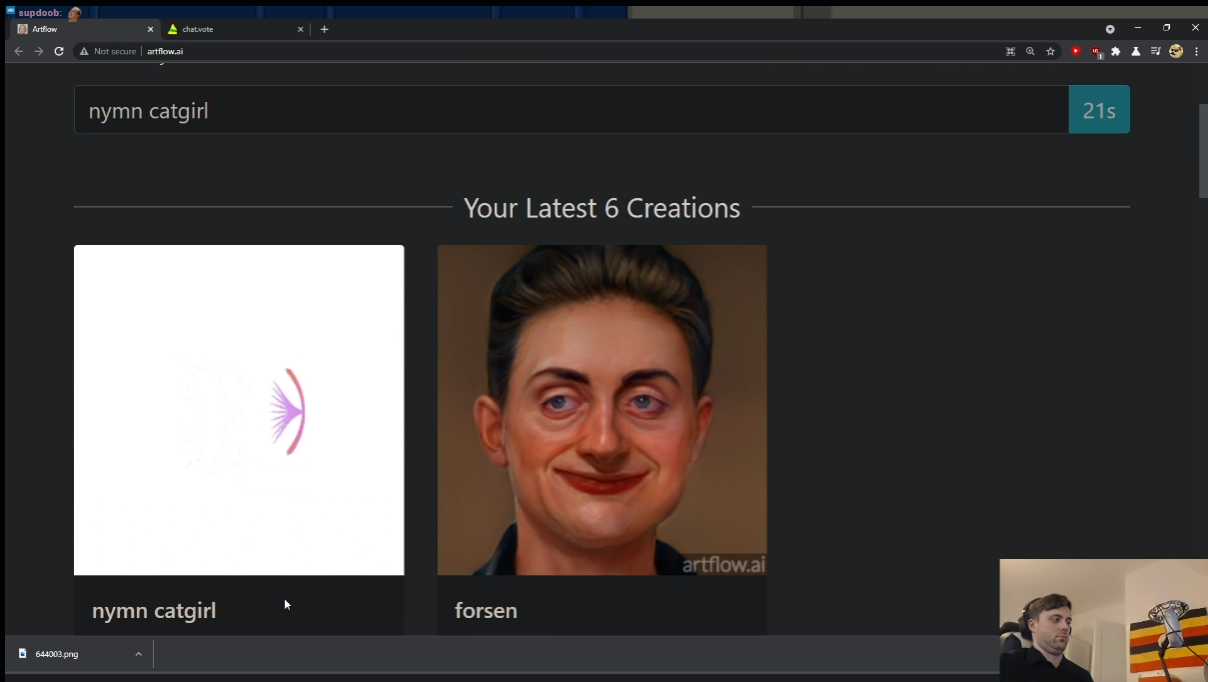 supdoob:
Artflow
chat.vote
Not secure
artflow.ai
1
nymn catgirl
21s
Your Latest 6 Creations
artflow.ai
nymn catgirl
forsen
644003.png